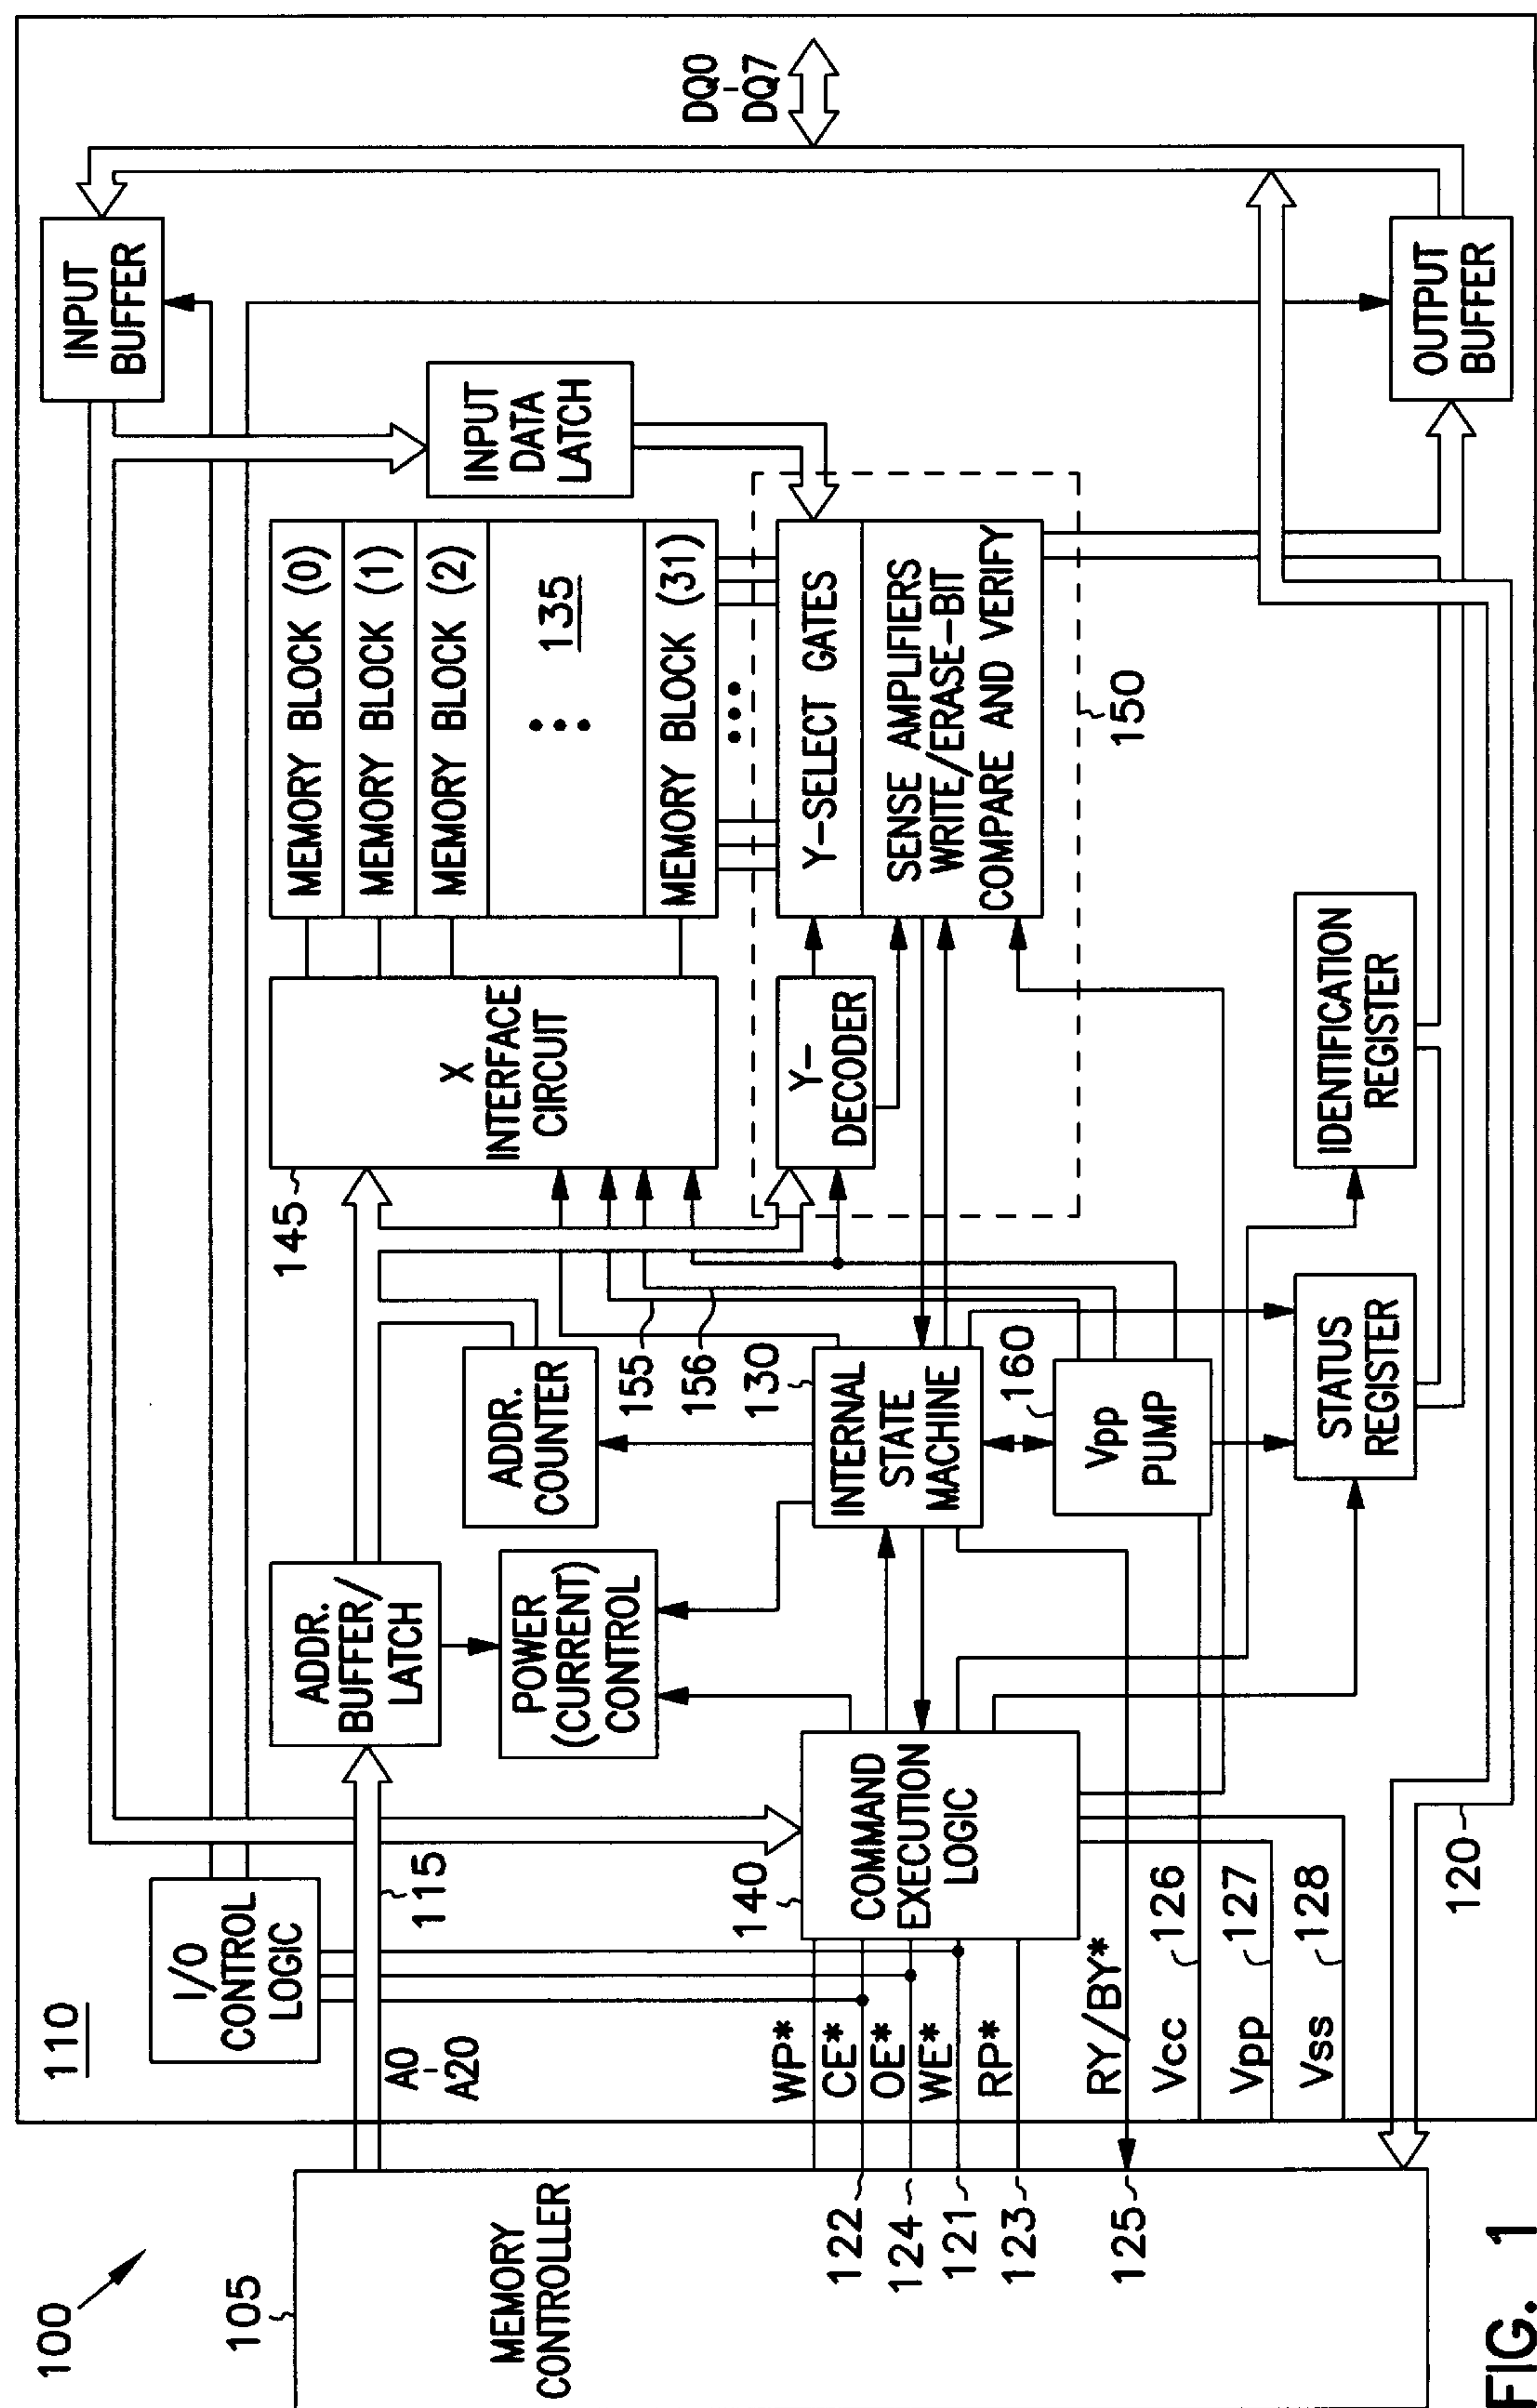 100
105
MEMORY
CONTROLLER
122
124
121
123
125
110
I/O
CONTROL
LOGIC
A0
-
A20
115
WP*
CE*
OE*
WE*
RP*
RY/BY*
Vcc
126
Vpp
127
Vss
128
120
140
COMMAND
EXECUTION
LOGIC
ADDR.
BUFFER/
LATCH
POWER
(CURRENT)
CONTROL
ADDR.
COUNTER
155
156
130
INTERNAL
STATE
MACHINE
160
Vpp
PUMP
STATUS
REGISTER
IDENTIFICATION
REGISTER
145
X
INTERFACE
CIRCUIT
Y-
DECODER
MEMORY BLOCK (0)
MEMORY BLOCK (1)
MEMORY BLOCK (2)
135
MEMORY BLOCK (31)
Y-SELECT GATES
SENSE AMPLIFIERS
WRITE/ERASE-BIT
COMPARE AND VERIFY
150
INPUT
DATA
LATCH
INPUT
BUFFER
OUTPUT
BUFFER
DQ0
-
DQ7
FIG. 1